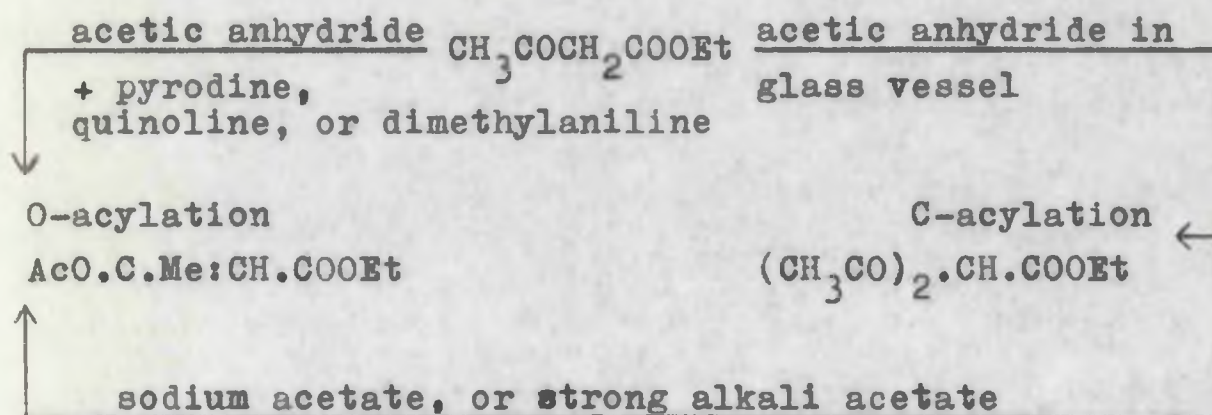 acetic anhydride CH3COCH2COOEt acetic anhydride in
+ pyrodine, glass vessel
quinoline, or dimethylaniline
O-acylation C-acylation
AcO.C.Me:CH.COOEt (CH3CO)2.CH.COOEt
sodium acetate, or strong alkali acetate